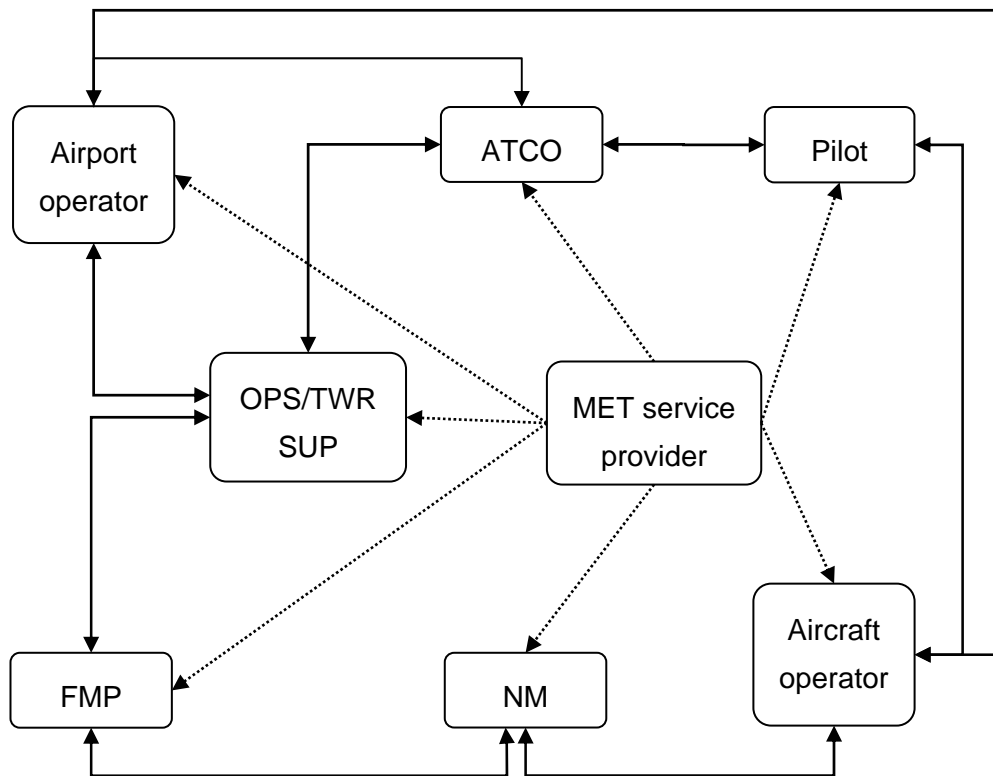 Airport
operator
ATCO
Pilot
OPS/TWR
SUP
MET service
provider
FMP
NM
Aircraft
operator